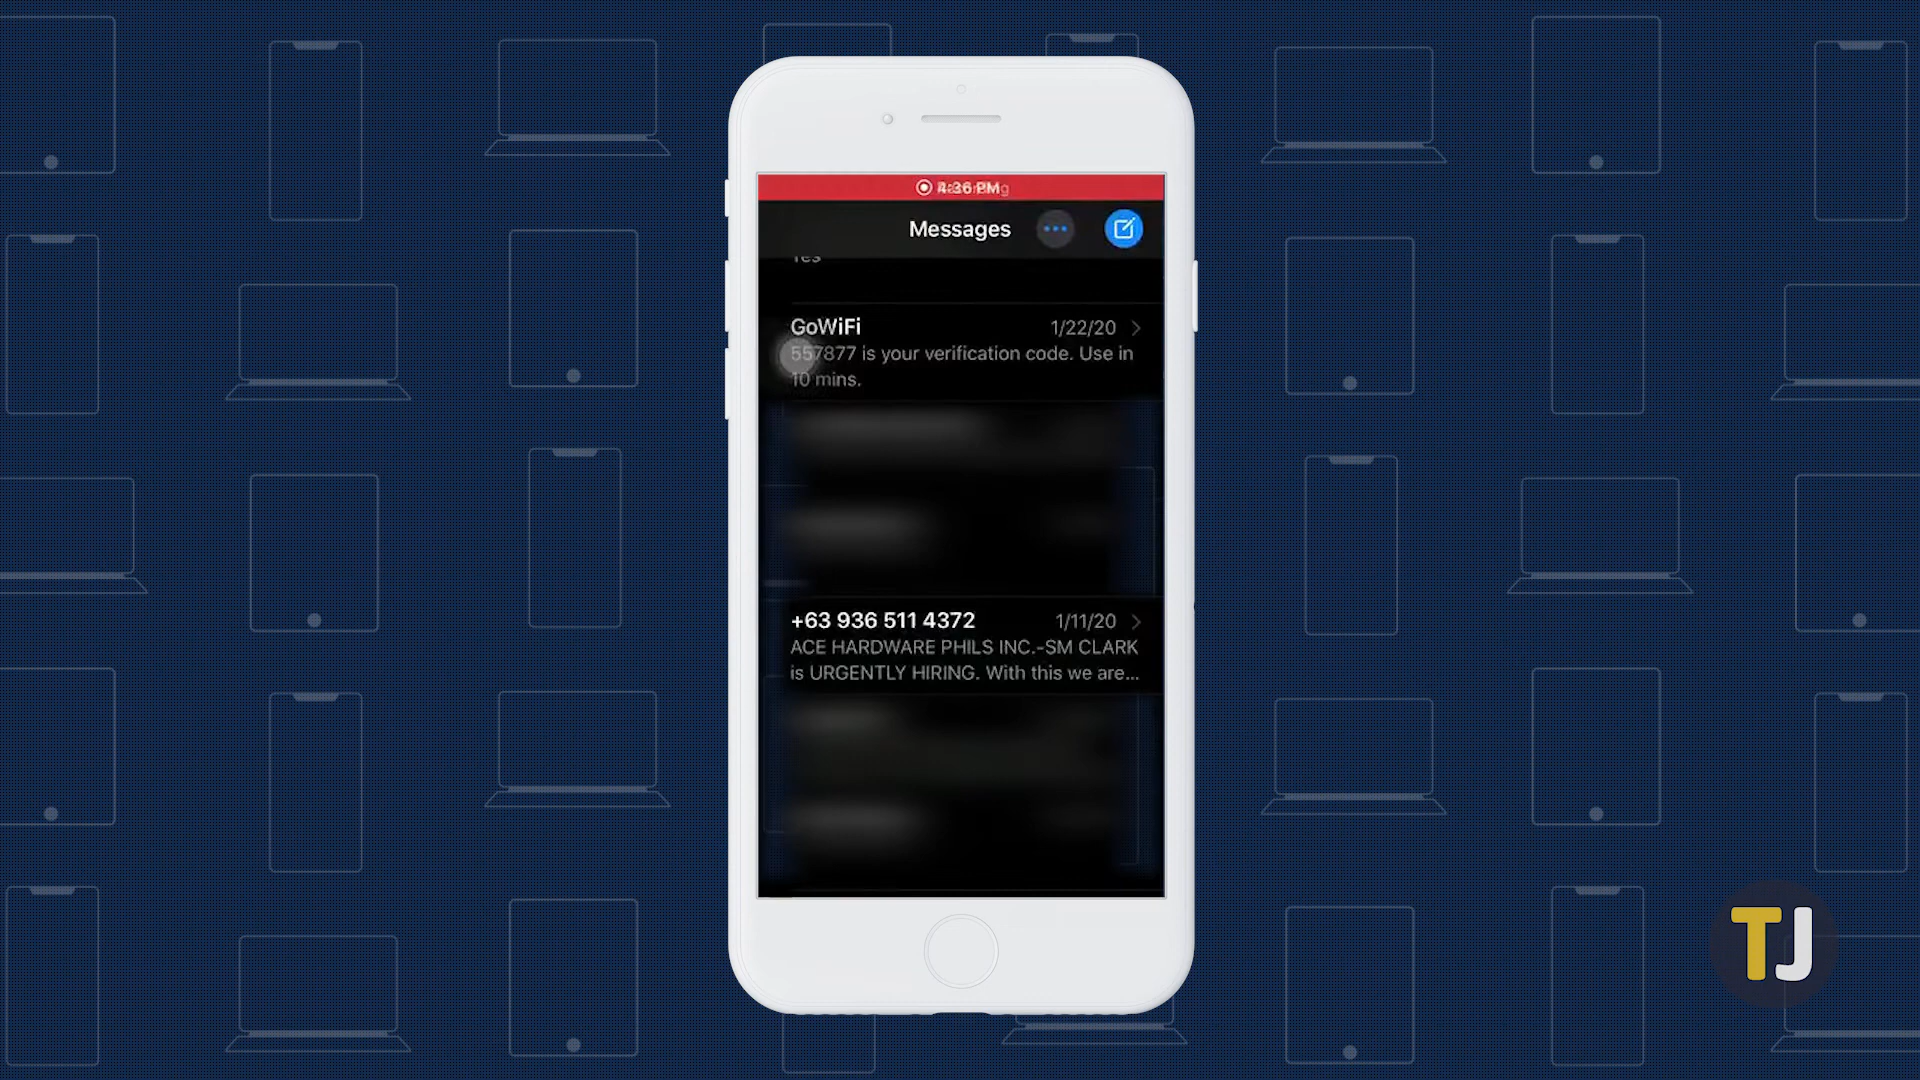 4:36 PM
Messages
Yes
GoWiFi 1/22/20
557877 is your verification code. Use in
10 mins.
+63 936 511 4372 1/11/20
ACE HARDWARE PHILS INC.-SM CLARK
is URGENTLY HIRING. With this we are...
TJ